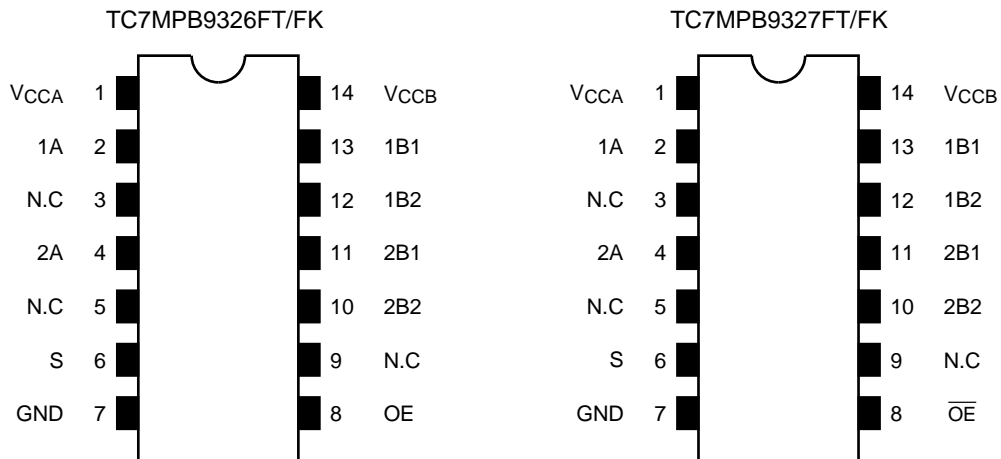 TC7MPB9326FT/FK
VCCA 1 14 VCCB
1A 2 13 1B1
N.C 3 12 1B2
2A 4 11 2B1
N.C 5 10 2B2
S 6 9 N.C
GND 7 8 OE
TC7MPB9327FT/FK
VCCA 1 14 VCCB
1A 2 13 1B1
N.C 3 12 1B2
2A 4 11 2B1
N.C 5 10 2B2
S 6 9 N.C
GND 7 8 O̅E̅